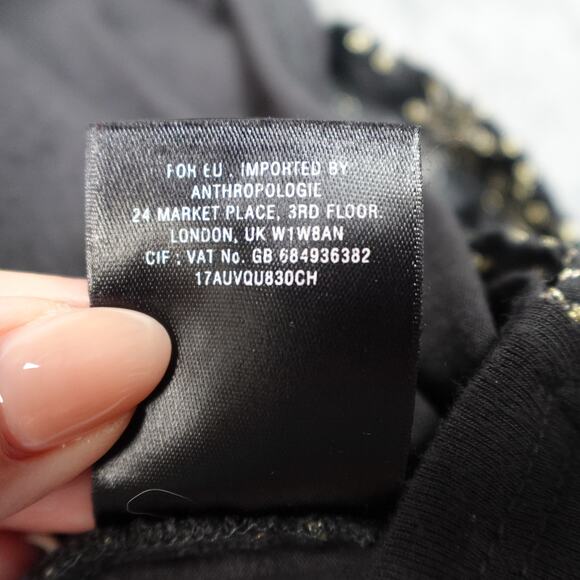 FOR EU . IMPORTED BY
ANTHROPOLOGIE
24 MARKET PLACE, 3RD FLOOR.
LONDON, UK W1W8AN
CIF : VAT No. GB 684936382
17AUVQU830CH